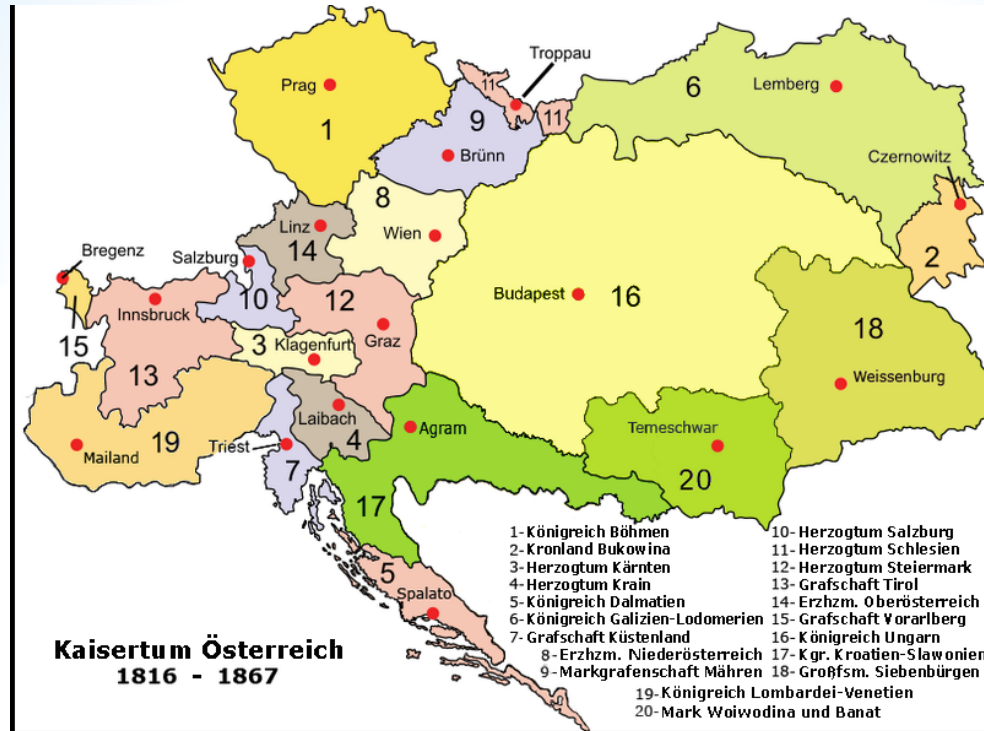 Troppau
11
6
Lemberg
Prag
9
11
1
Brünn
Czernowitz
8
Linz
Wien
Bregenz
Salzburg
14
2
10
12
Budapest
16
Innsbruck
18
15
3
Klagenfurt
Graz
13
Weissenburg
Laibach
Agram
Temeschwar
19
Triest
4
Mailand
7
20
17
5
Spalato
1-Königreich Böhmen
2-Kronland Bukowina
3-Herzogtum Kärnten
4-Herzogtum Krain
5-Königreich Dalmatien
6-Königreich Galizien-Lodomerien
7-Grafschaft Küstenland
8-Erzhzm. Niederösterreich
9-Markgrafenschaft Mähren
10-Herzogtum Salzburg
11-Herzogtum Schlesien
12-Herzogtum Steiermark
13-Grafschaft Tirol
14-Erzhzm. Oberösterreich
15-Grafschaft Vorarlberg
16-Königreich Ungarn
17-Kgr. Kroatien-Slawonien
18-Großfsm. Siebenbürgen
19-Königreich Lombardei-Venetien
20-Mark Woiwodina und Banat
Kaisertum Österreich
1816 - 1867